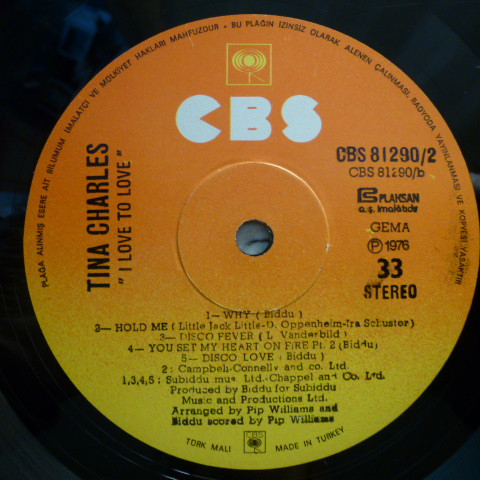 PLAĞA ALINMIŞ ESERE AİT BİLUMUM İMALATÇI VE MÜLKİYET HAKLARI MAHFUZDUR - BU PLAĞIN İZİNSİZ OLARAK ALENEN ÇALINMASI, RADYODA YAYINLANMASI VE KOPYESİ YASAKTIR
CBS
TINA CHARLES
"I LOVE TO LOVE"
CBS 81290/2
CBS 81290/b
PLAKSAN
a.ş. imalâtıdır
GEMA
Ⓟ 1976
33
STEREO
1— WHY ( Biddu )
2— HOLD ME ( Little Jack Little-D. Oppenheim-Ira Schustor)
3— DISCO FEVER ( L. Vanderbild )
4— YOU SET MY HEART ON FIRE Pt. 2 (Biddu)
5— DISCO LOVE ( Biddu )
2 : Campbell-Connelly and co. Ltd.
1,3,4,5 : Subiddu mus. Ltd.-Chappel and Co. Ltd.
Produced by Biddu for Subiddu
Music and Productions Ltd.
Arranged by Pip Williams and
Biddu scored by Pip Williams
CBS
TÜRK MALI
MADE IN TURKEY